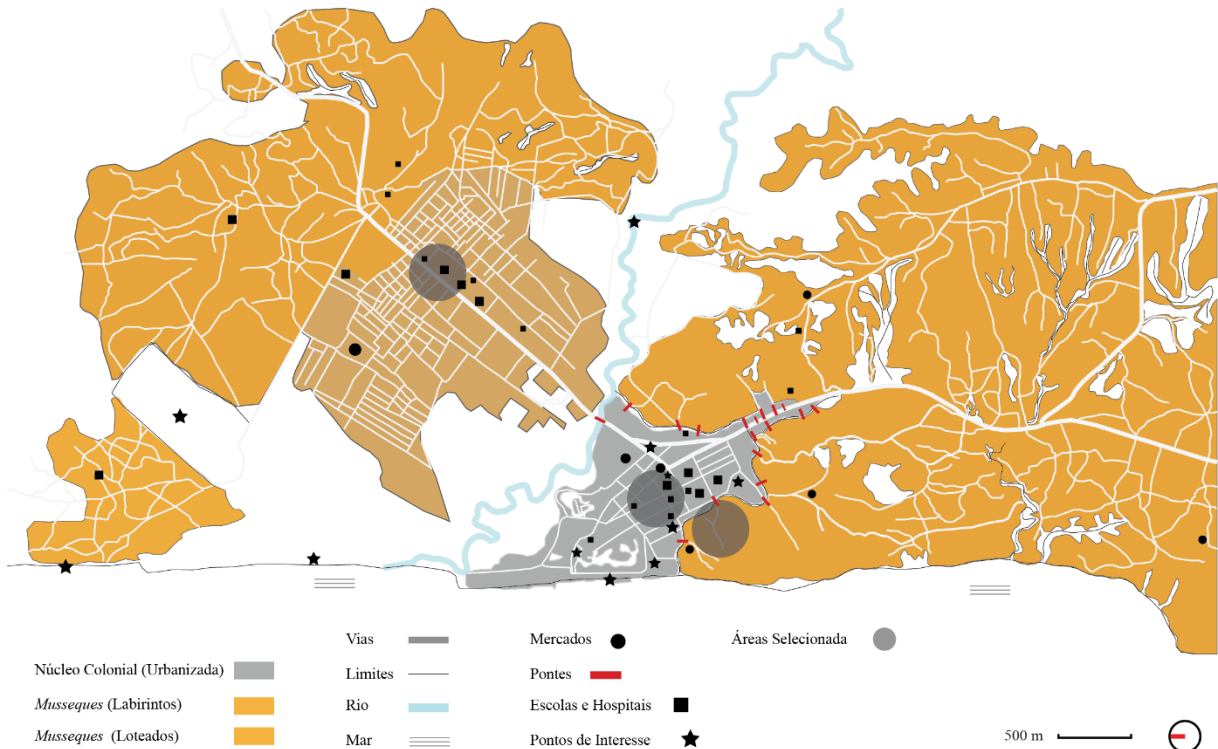 Vias
Mercados
Áreas Selecionada
Núcleo Colonial (Urbanizada)
Limites
Pontes
Musseques (Labirintos)
Rio
Escolas e Hospitais
Musseques (Loteados)
Mar
Pontos de Interesse
500 m